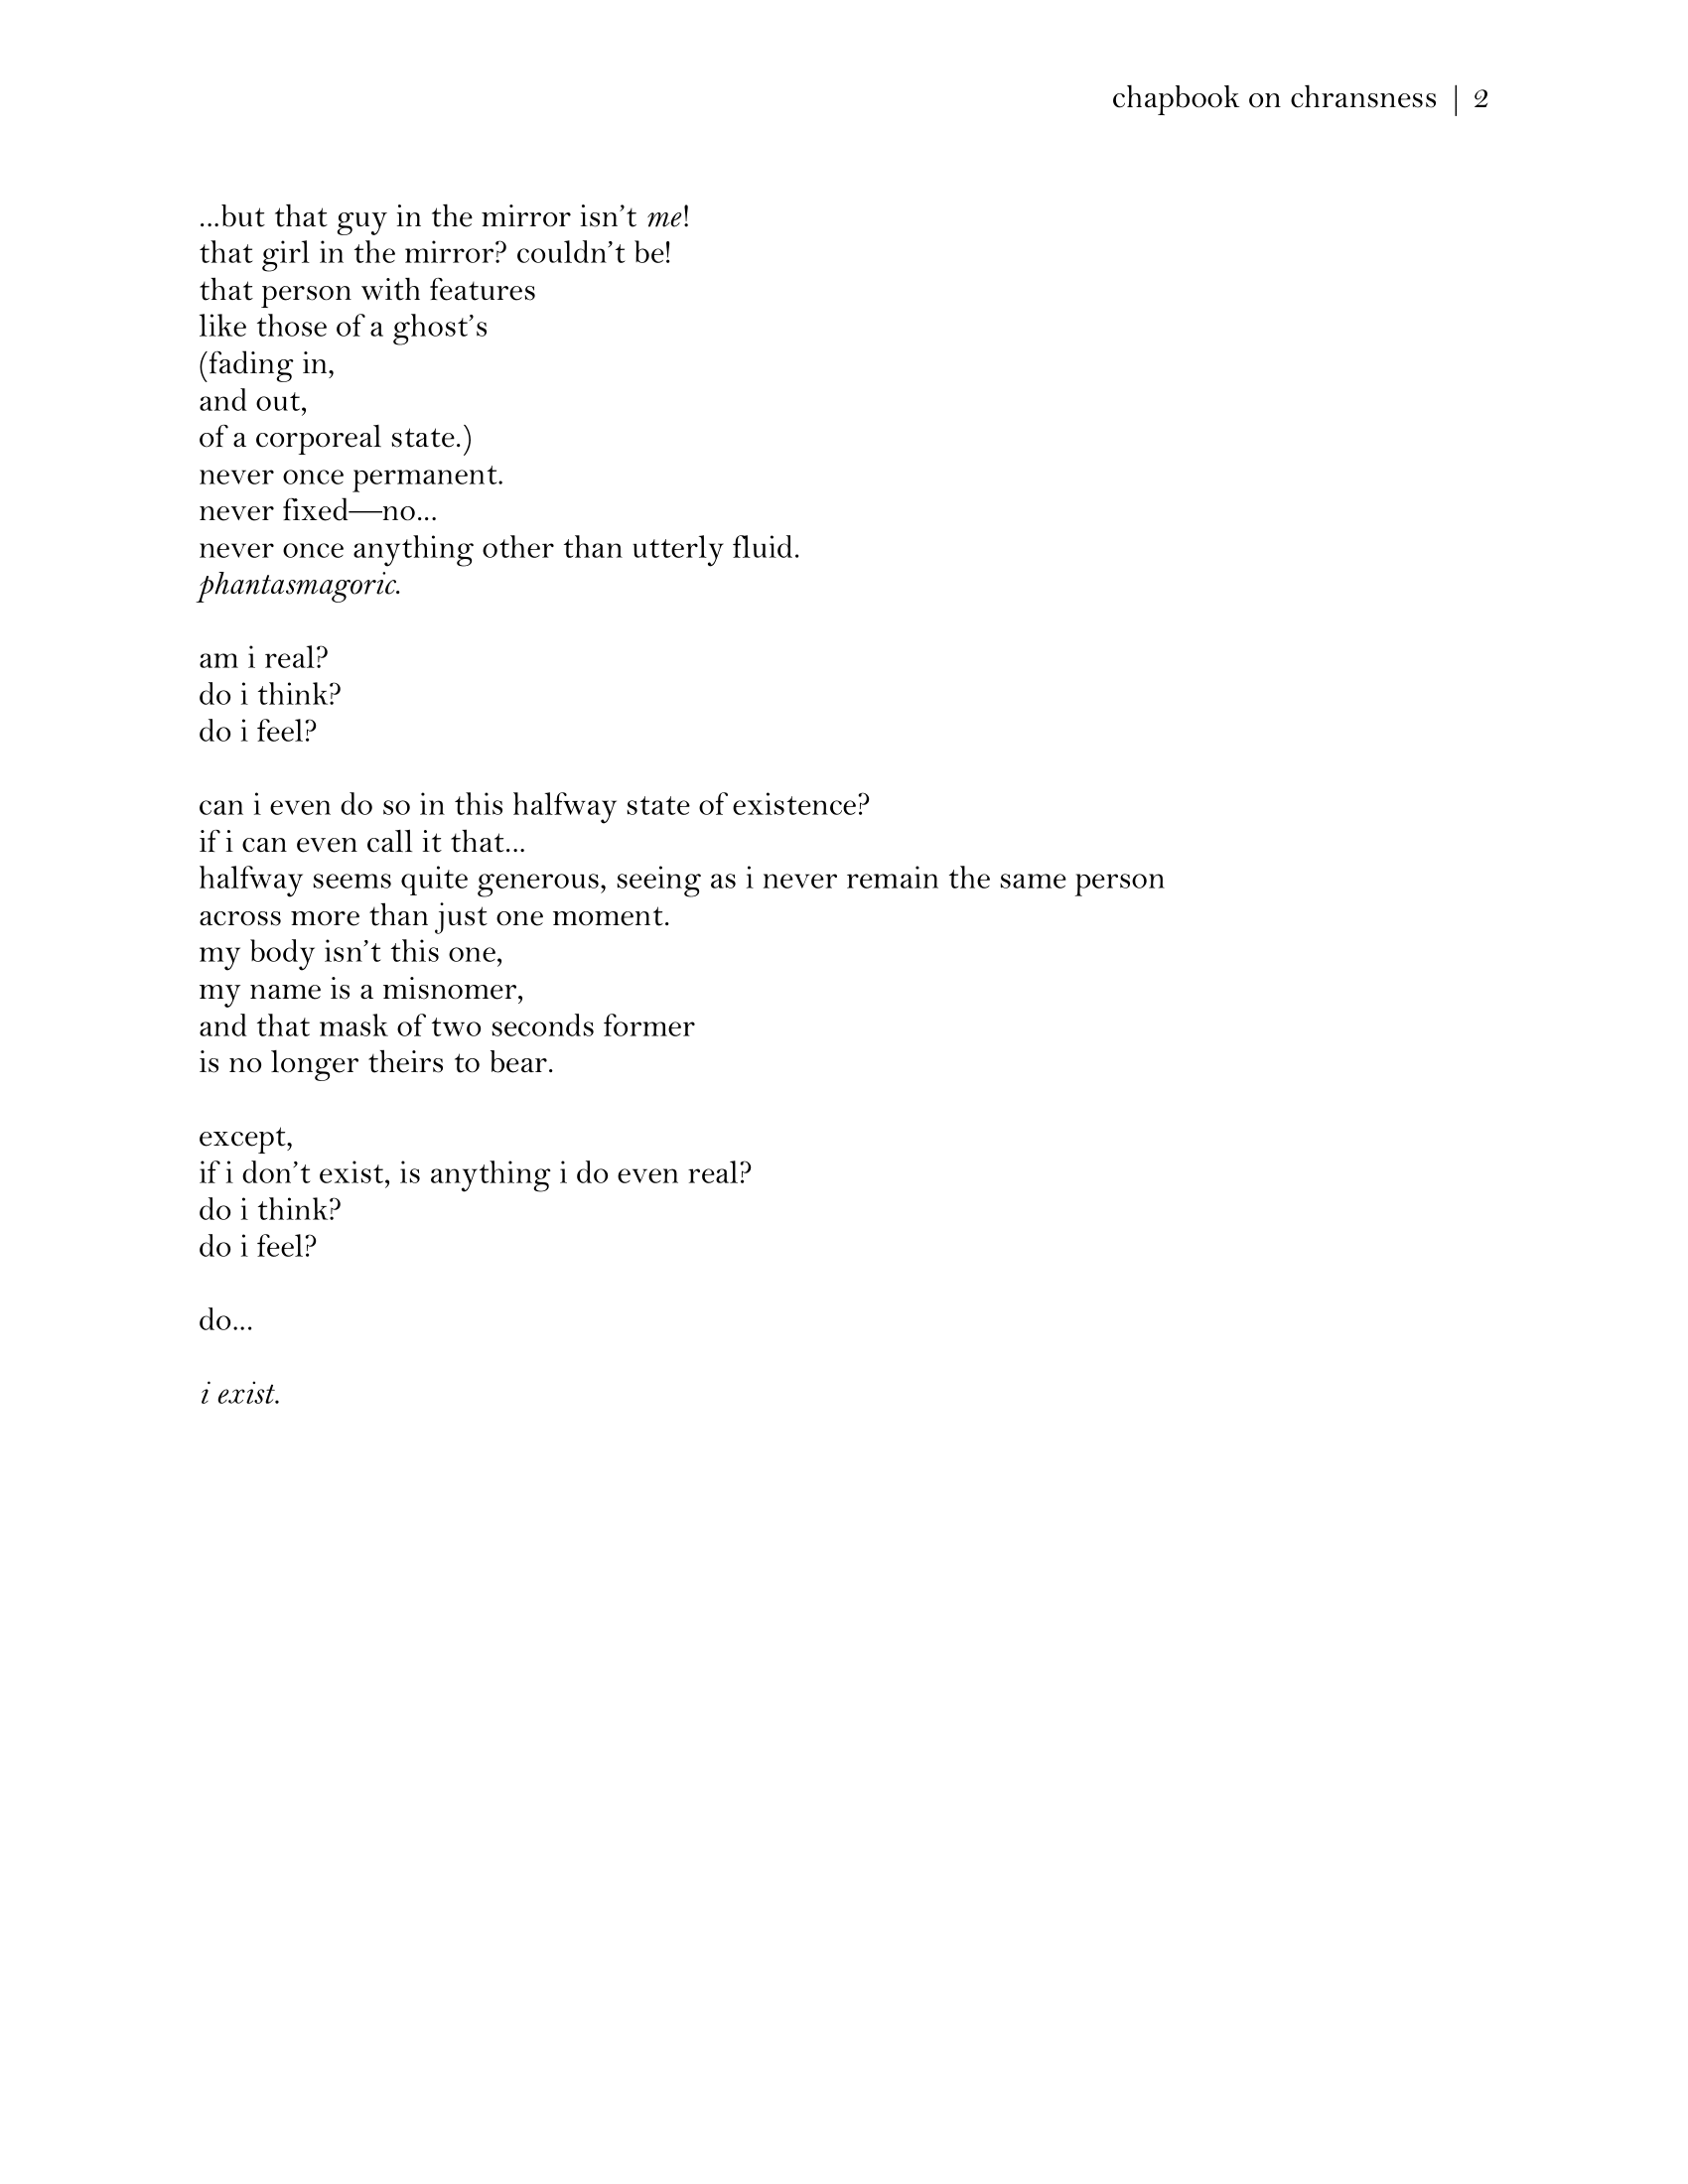 chapbook on chransness | 2
...but that guy in the mirror isn’t me!
that girl in the mirror? couldn’t be!
that person with features
like those of a ghost’s
(fading in,
and out,
of a corporeal state.)
never once permanent.
never fixed—no...
never once anything other than utterly fluid.
phantasmagoric.
am i real?
do i think?
do i feel?
can i even do so in this halfway state of existence?
if i can even call it that...
halfway seems quite generous, seeing as i never remain the same person
across more than just one moment.
my body isn’t this one,
my name is a misnomer,
and that mask of two seconds former
is no longer theirs to bear.
except,
if i don’t exist, is anything i do even real?
do i think?
do i feel?
do...
i exist.